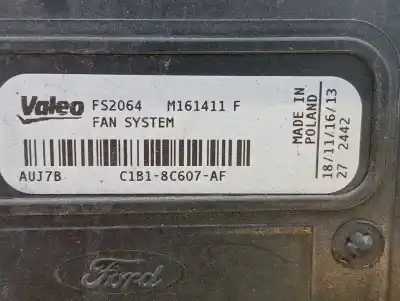 Valeo FS2064 M161411 F
FAN SYSTEM
AUJ7B C1B1-8C607-AF
MADE IN
POLAND
18/11/16/13
27 2442
Ford